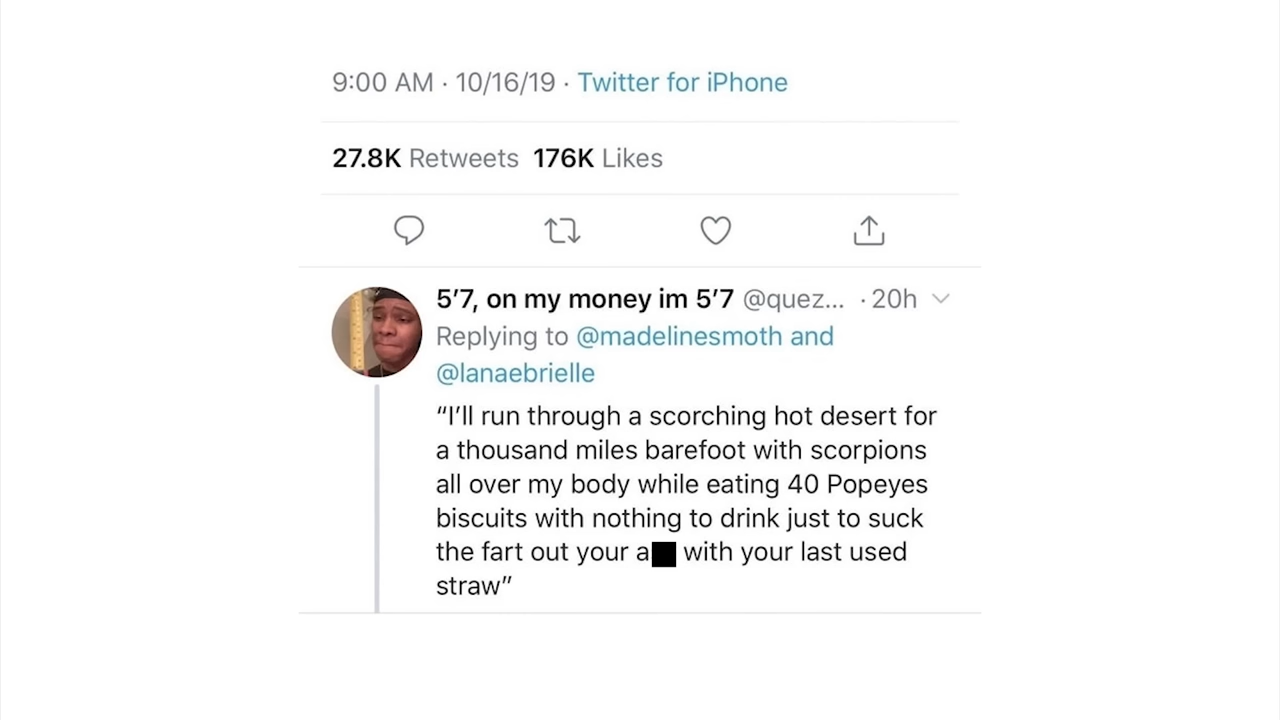 9:00 AM · 10/16/19 · Twitter for iPhone
27.8K Retweets 176K Likes
5’7, on my money im 5’7 @quez... · 20h
Replying to @madelinesmoth and
@lanaebrielle
“I’ll run through a scorching hot desert for
a thousand miles barefoot with scorpions
all over my body while eating 40 Popeyes
biscuits with nothing to drink just to suck
the fart out your a with your last used
straw”